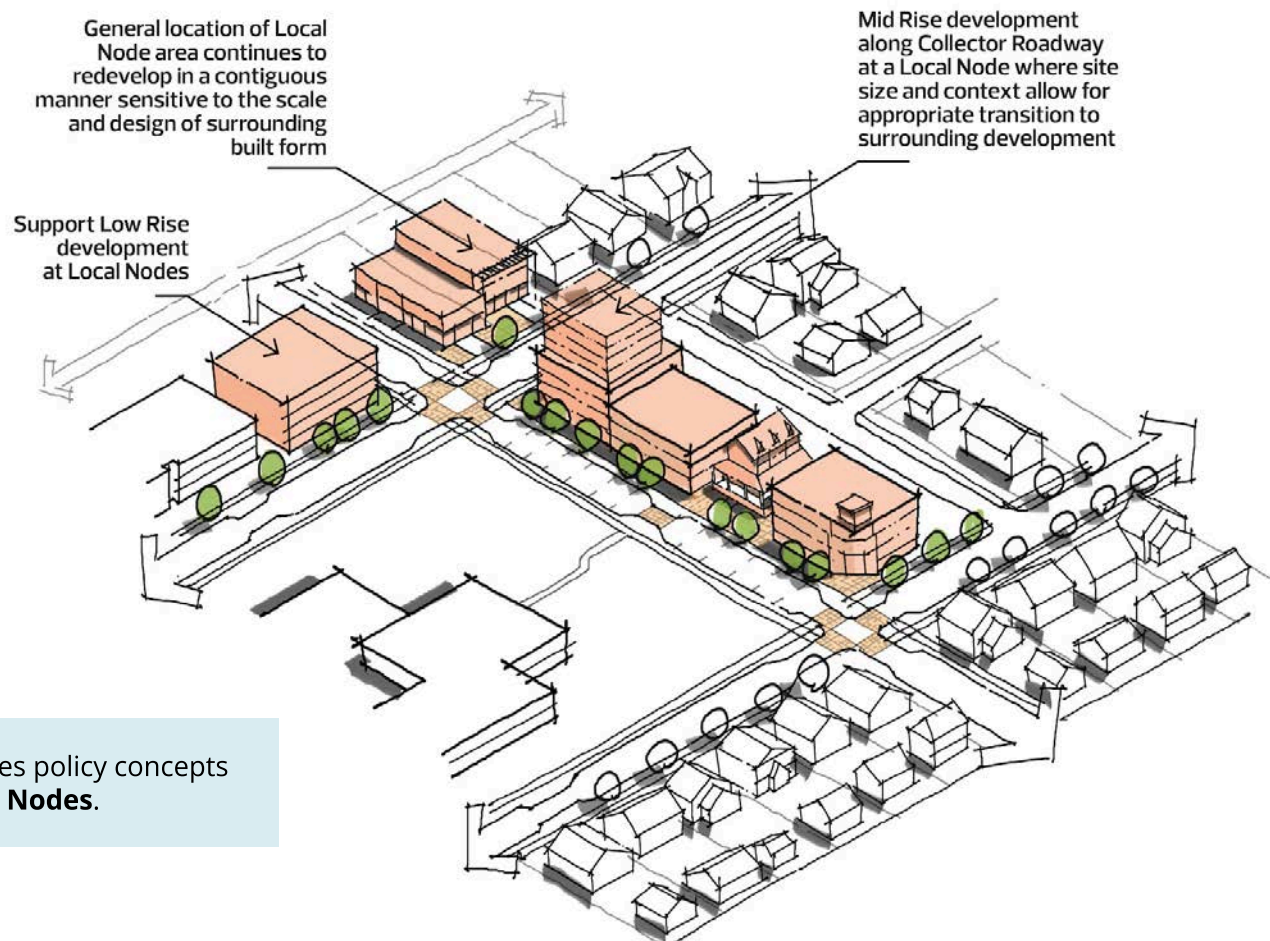 General location of Local
Node area continues to
redevelop in a contiguous
manner sensitive to the scale
and design of surrounding
built form
Mid Rise development
along Collector Roadway
at a Local Node where site
size and context allow for
appropriate transition to
surrounding development
Support Low Rise
development
at Local Nodes
es policy concepts
Nodes.